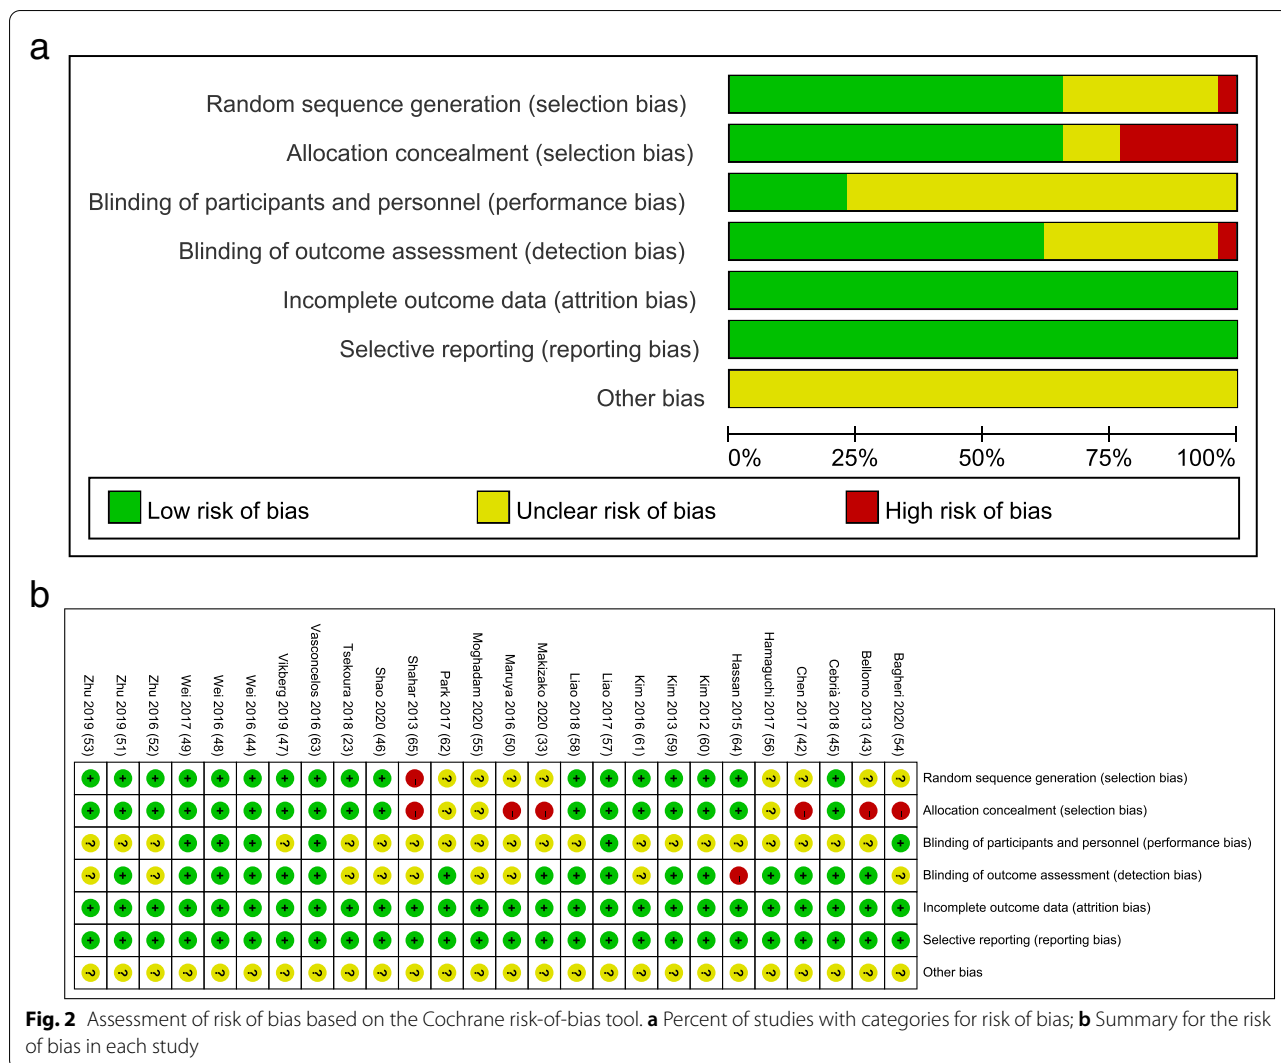 a
Random sequence generation (selection bias)
Allocation concealment (selection bias)
Blinding of participants and personnel (performance bias)
Blinding of outcome assessment (detection bias)
Incomplete outcome data (attrition bias)
Selective reporting (reporting bias)
Other bias
0% 25% 50% 75% 100%
Low risk of bias Unclear risk of bias High risk of bias
b
Zhu 2019 (53)
Zhu 2019 (51)
Zhu 2016 (52)
Wei 2017 (49)
Wei 2016 (48)
Wei 2016 (44)
Vikberg 2019 (47)
Vasconcelos 2016 (63)
Tsekoura 2018 (23)
Shao 2020 (46)
Shahar 2013 (65)
Park 2017 (62)
Moghadam 2020 (55)
Maruya 2016 (50)
Makizako 2020 (33)
Liao 2018 (58)
Liao 2017 (57)
Kim 2016 (61)
Kim 2013 (59)
Kim 2012 (60)
Hassan 2015 (64)
Hamaguchi 2017 (56)
Chen 2017 (42)
Cebrià 2018 (45)
Bellomo 2013 (43)
Bagheri 2020 (54)
+ + + + + + + + + + - ? ? ? ? + + + + + + ? ? + ? ? Random sequence generation (selection bias)
+ + + + + + + + + + - ? ? - - + + + + + + ? - + - - Allocation concealment (selection bias)
? ? ? + + + ? + ? ? ? ? ? ? ? ? + ? ? ? ? ? ? ? ? + Blinding of participants and personnel (performance bias)
? + ? + + + + + ? ? ? + ? ? + + + ? + + - + + + + ? Blinding of outcome assessment (detection bias)
+ + + + + + + + + + + + + + + + + + + + + + + + + + Incomplete outcome data (attrition bias)
+ + + + + + + + + + + + + + + + + + + + + + + + + + Selective reporting (reporting bias)
? ? ? ? ? ? ? ? ? ? ? ? ? ? ? ? ? ? ? ? ? ? ? ? ? ? Other bias
Fig. 2 Assessment of risk of bias based on the Cochrane risk-of-bias tool. a Percent of studies with categories for risk of bias; b Summary for the risk
of bias in each study